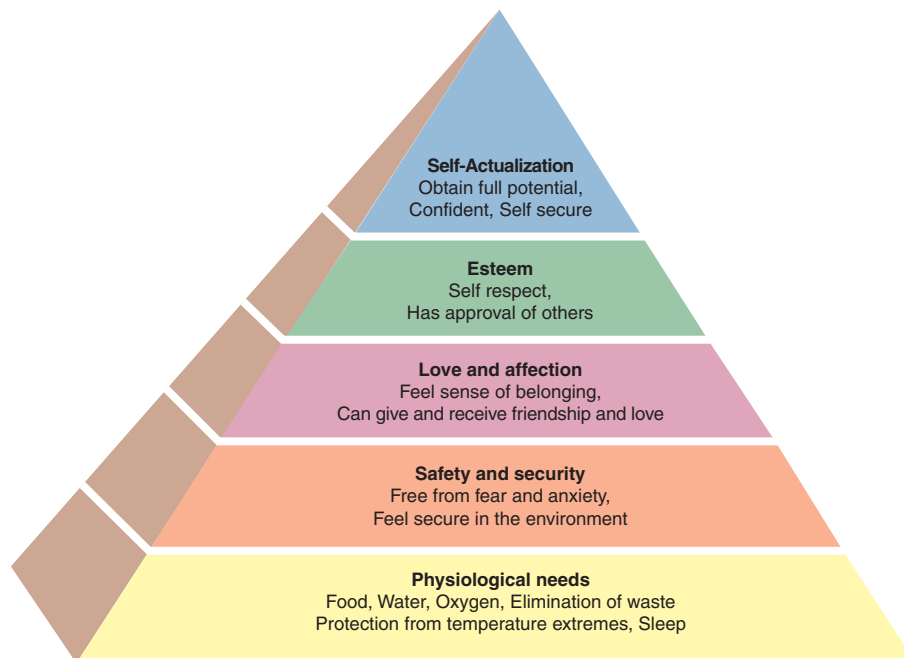 Self-Actualization
Obtain full potential,
Confident, Self secure
Esteem
Self respect,
Has approval of others
Love and affection
Feel sense of belonging,
Can give and receive friendship and love
Safety and security
Free from fear and anxiety,
Feel secure in the environment
Physiological needs
Food, Water, Oxygen, Elimination of waste
Protection from temperature extremes, Sleep